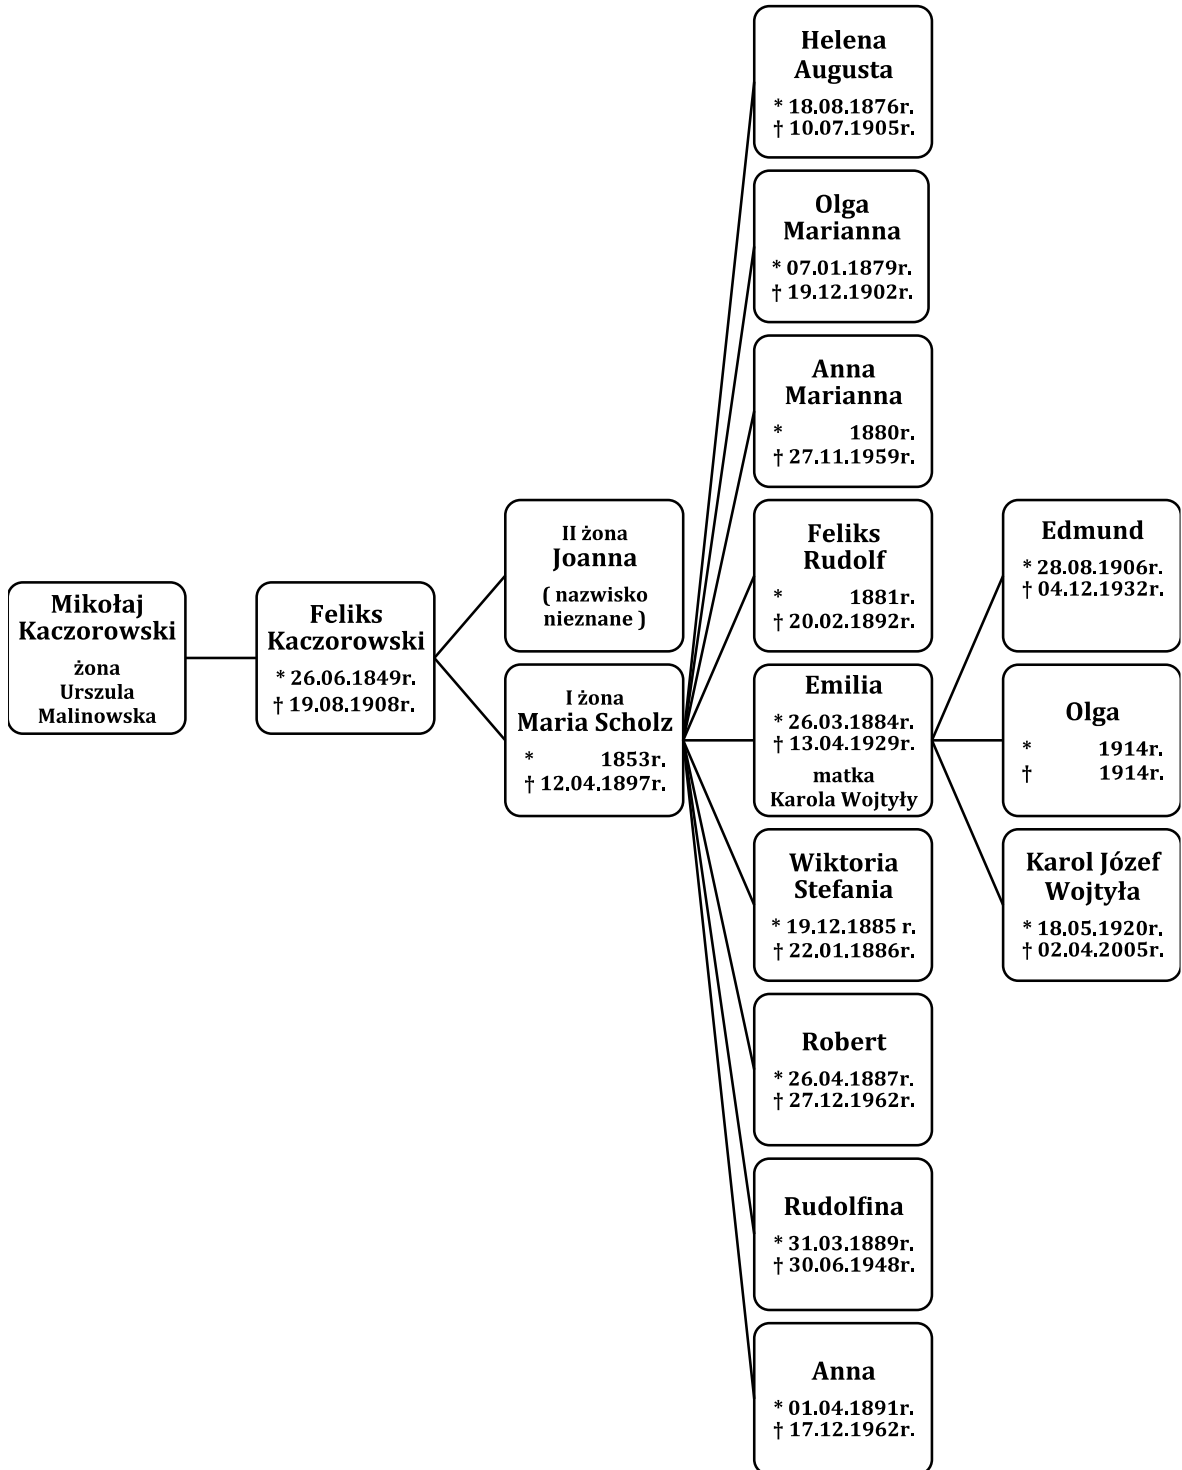 Mikołaj
Kaczorowski
żona
Urszula
Malinowska
Feliks
Kaczorowski
* 26.06.1849r.
† 19.08.1908r.
II żona
Joanna
( nazwisko
nieznane )
I żona
Maria Scholz
* 1853r.
† 12.04.1897r.
Helena
Augusta
* 18.08.1876r.
† 10.07.1905r.
Olga
Marianna
* 07.01.1879r.
† 19.12.1902r.
Anna
Marianna
* 1880r.
† 27.11.1959r.
Feliks
Rudolf
* 1881r.
† 20.02.1892r.
Emilia
* 26.03.1884r.
† 13.04.1929r.
matka
Karola Wojtyły
Wiktoria
Stefania
* 19.12.1885 r.
† 22.01.1886r.
Robert
* 26.04.1887r.
† 27.12.1962r.
Rudolfina
* 31.03.1889r.
† 30.06.1948r.
Anna
* 01.04.1891r.
† 17.12.1962r.
Edmund
* 28.08.1906r.
† 04.12.1932r.
Olga
* 1914r.
† 1914r.
Karol Józef
Wojtyła
* 18.05.1920r.
† 02.04.2005r.